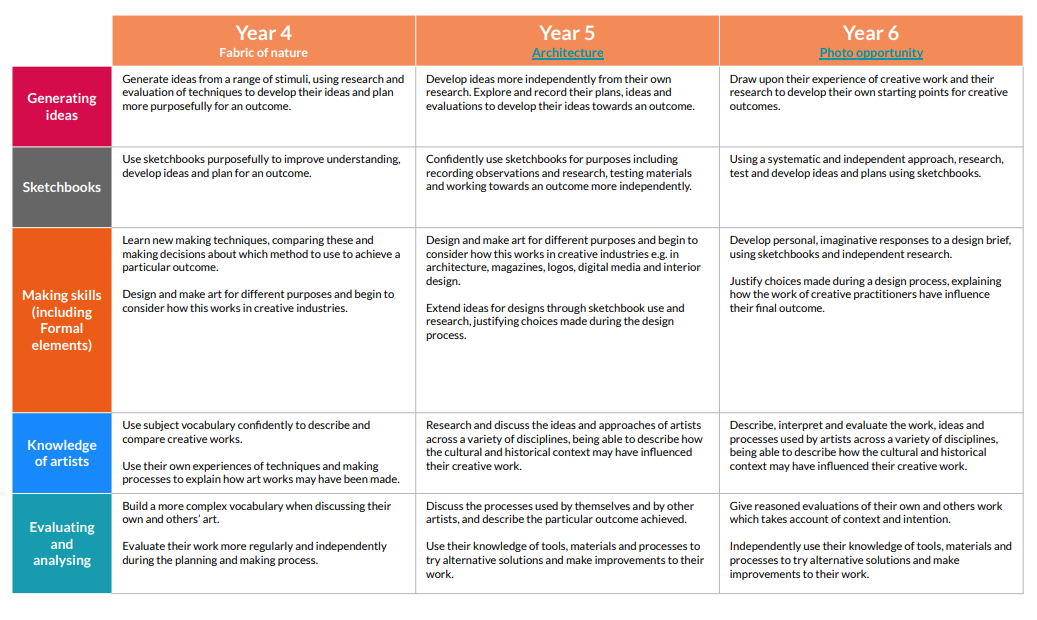 Year 4
Fabric of nature
Year 5
Architecture
Year 6
Photo opportunity
Generating
ideas
Generate ideas from a range of stimuli, using research and
evaluation of techniques to develop their ideas and plan
more purposefully for an outcome.
Develop ideas more independently from their own
research. Explore and record their plans, ideas and
evaluations to develop their ideas towards an outcome.
Draw upon their experience of creative work and their
research to develop their own starting points for creative
outcomes.
Sketchbooks
Use sketchbooks purposefully to improve understanding,
develop ideas and plan for an outcome.
Confidently use sketchbooks for purposes including
recording observations and research, testing materials
and working towards an outcome more independently.
Using a systematic and independent approach, research,
test and develop ideas and plans using sketchbooks.
Making skills
(including
Formal
elements)
Learn new making techniques, comparing these and
making decisions about which method to use to achieve a
particular outcome.
Design and make art for different purposes and begin to
consider how this works in creative industries.
Design and make art for different purposes and begin to
consider how this works in creative industries e.g. in
architecture, magazines, logos, digital media and interior
design.
Extend ideas for designs through sketchbook use and
research, justifying choices made during the design
process.
Develop personal, imaginative responses to a design brief,
using sketchbooks and independent research.
Justify choices made during a design process, explaining
how the work of creative practitioners have influence
their final outcome.
Knowledge
of artists
Use subject vocabulary confidently to describe and
compare creative works.
Use their own experiences of techniques and making
processes to explain how art works may have been made.
Research and discuss the ideas and approaches of artists
across a variety of disciplines, being able to describe how
the cultural and historical context may have influenced
their creative work.
Describe, interpret and evaluate the work, ideas and
processes used by artists across a variety of disciplines,
being able to describe how the cultural and historical
context may have influenced their creative work.
Evaluating
and
analysing
Build a more complex vocabulary when discussing their
own and others’ art.
Evaluate their work more regularly and independently
during the planning and making process.
Discuss the processes used by themselves and by other
artists, and describe the particular outcome achieved.
Use their knowledge of tools, materials and processes to
try alternative solutions and make improvements to their
work.
Give reasoned evaluations of their own and others work
which takes account of context and intention.
Independently use their knowledge of tools, materials and
processes to try alternative solutions and make
improvements to their work.